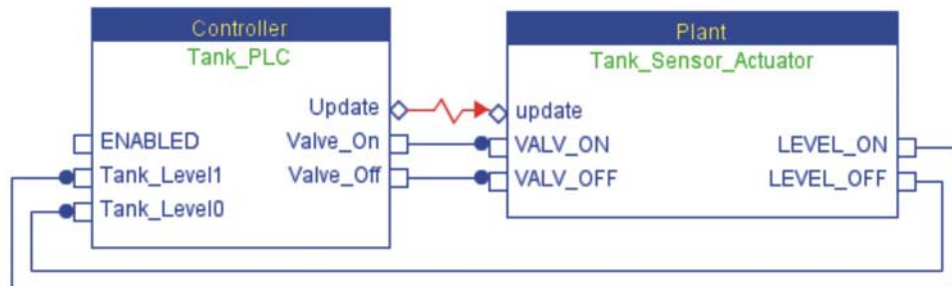 Controller
Tank_PLC
Update
ENABLED
Valve_On
Tank_Level1
Valve_Off
Tank_Level0
Plant
Tank_Sensor_Actuator
update
VALV_ON
LEVEL_ON
VALV_OFF
LEVEL_OFF